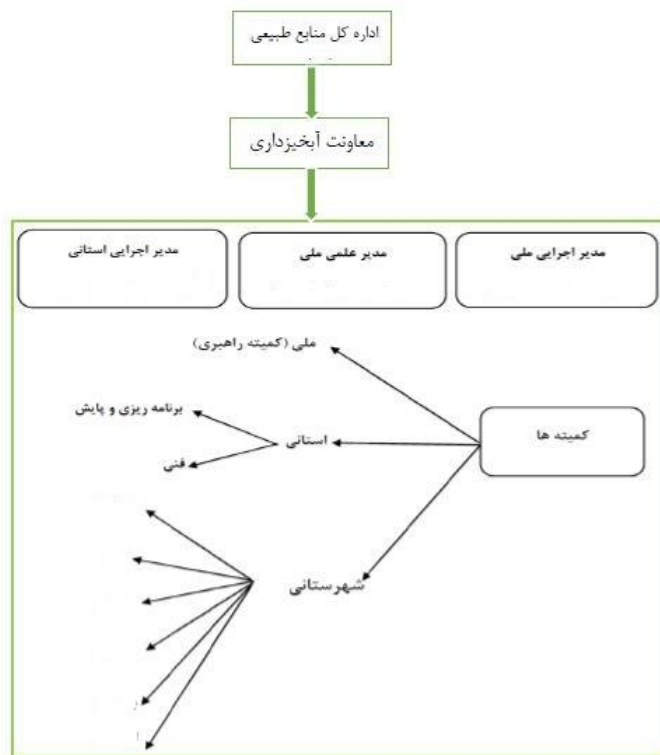 اداره کل منابع طبیعی
معاونت آبخیزداری
مدیر اجرایی ملی
مدیر علمی ملی
مدیر اجرایی استانی
ملی (کمیته راهبری)
کمیته ها
استانی
برنامه ریزی و پایش
فنی
شهرستانی